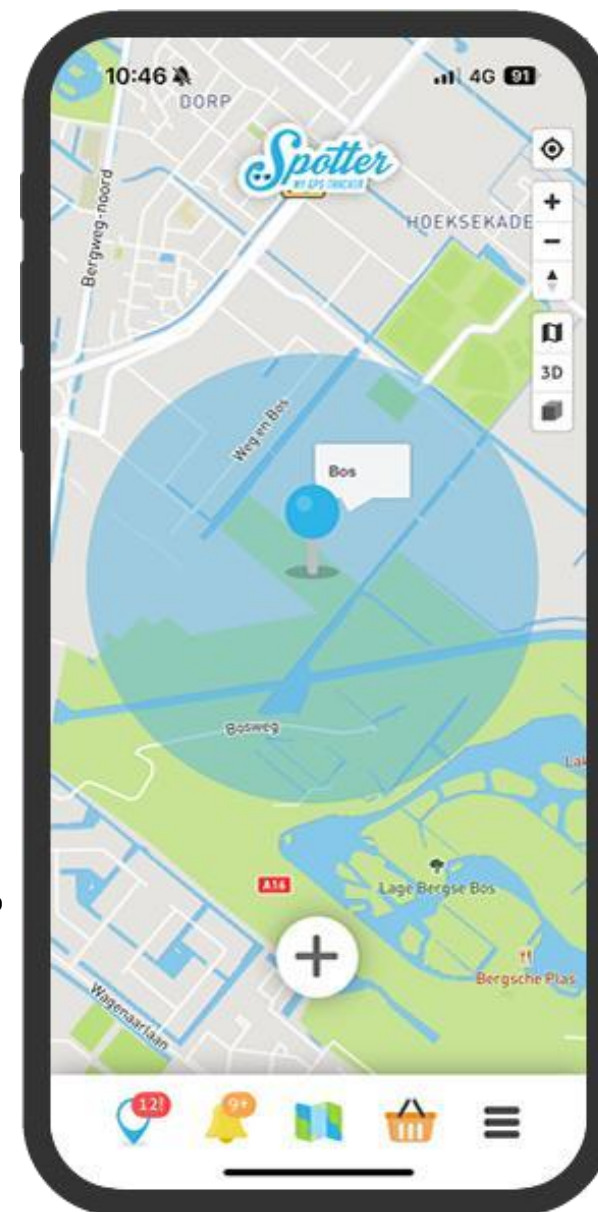 10:46
4G 91
DORP
Spotter
MY GPS TRACKER
Bergweg-noord
HOEKSEKADE
3D
Weg en Bos
Bos
Bosweg
Lak
A16
Lage Bergse Bos
Bergsche Plas
Wagenaarlaan
12!
9+